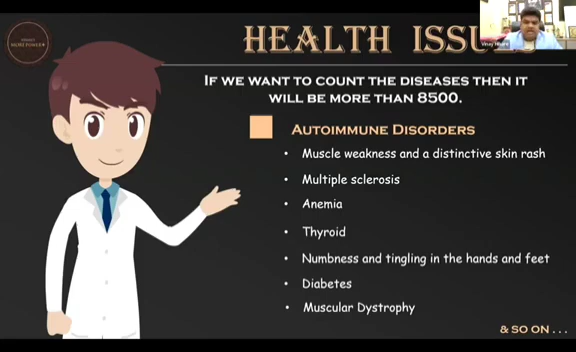 HEALTH ISSU
IF WE WANT TO COUNT THE DISEASES THEN IT
WILL BE MORE THAN 8500.
AUTOIMMUNE DISORDERS
• Muscle weakness and a distinctive skin rash
• Multiple sclerosis
• Anemia
• Thyroid
• Numbness and tingling in the hands and feet
• Diabetes
• Muscular Dystrophy
& SO ON . . .